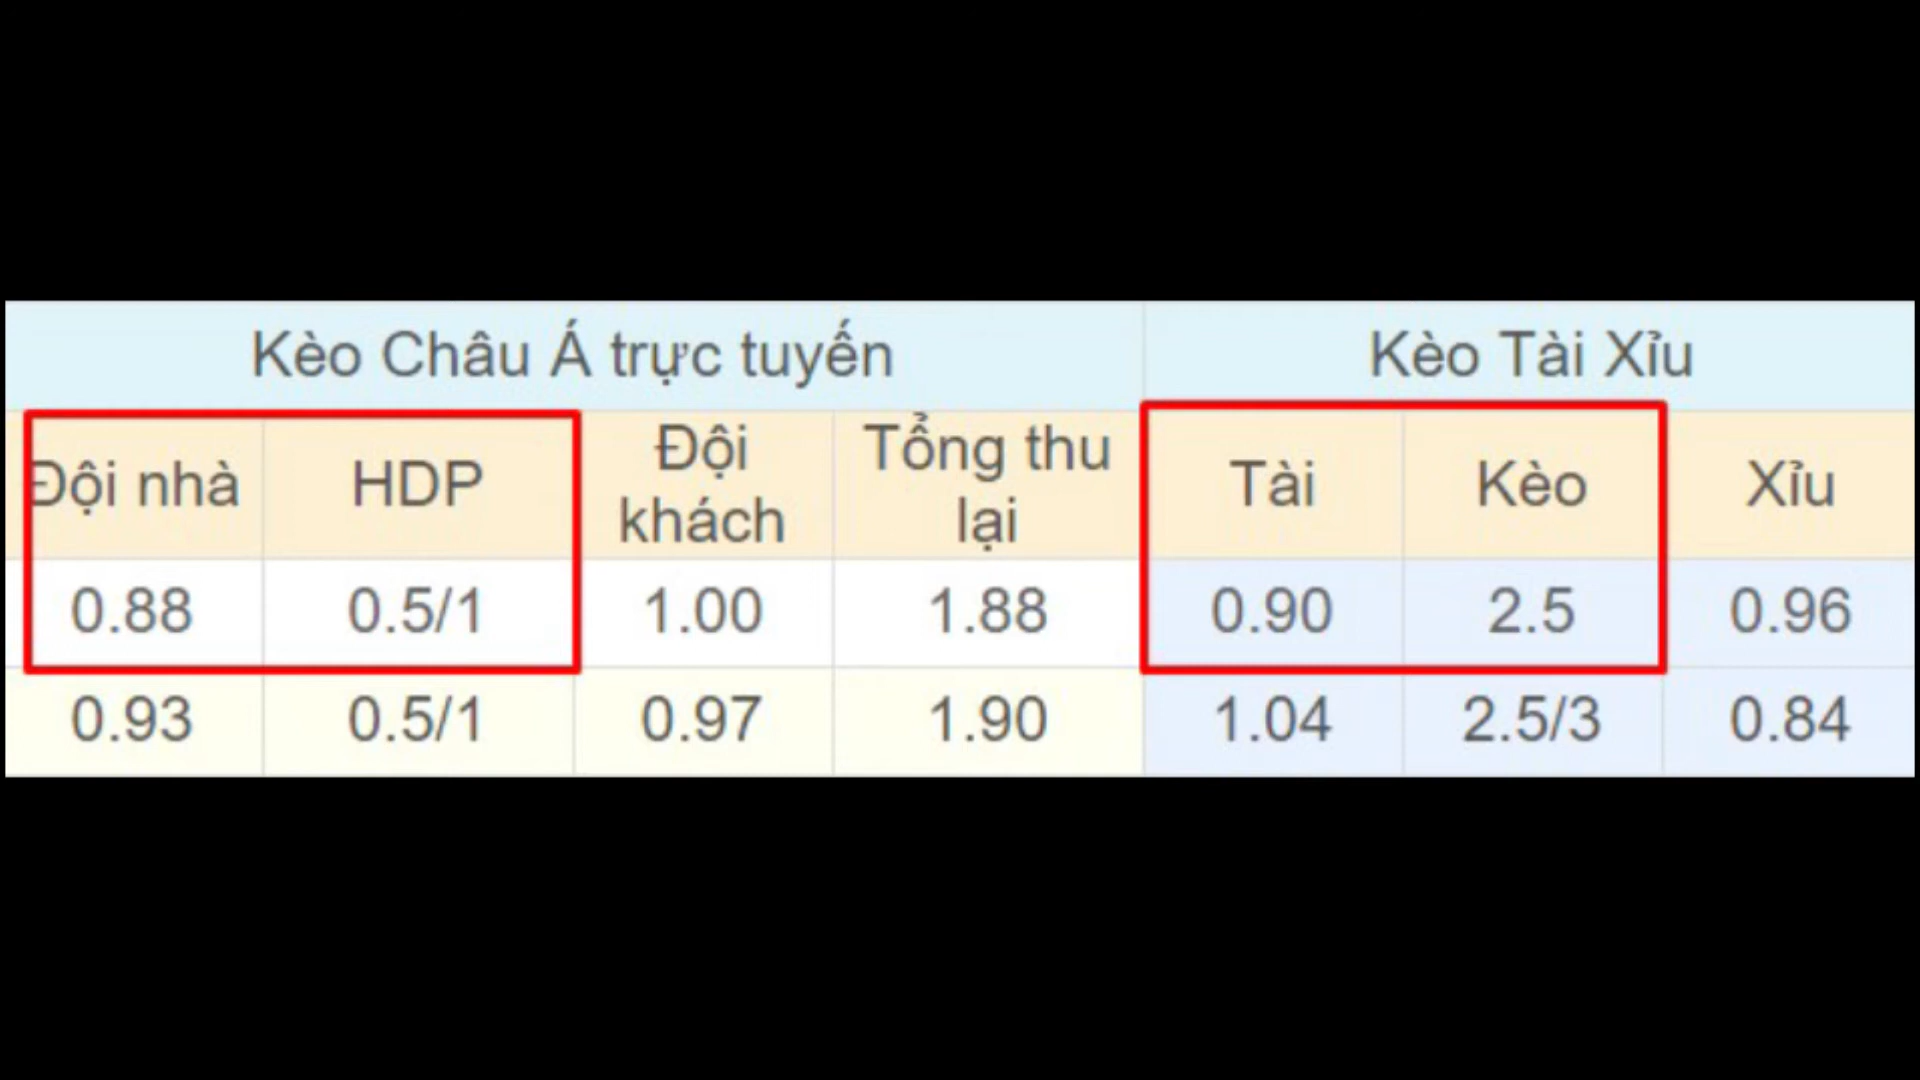 Kèo Châu Á trực tuyến Kèo Tài Xỉu
Đội nhà HDP Đội khách Tổng thu lại Tài Kèo Xỉu
0.88 0.5/1 1.00 1.88 0.90 2.5 0.96
0.93 0.5/1 0.97 1.90 1.04 2.5/3 0.84